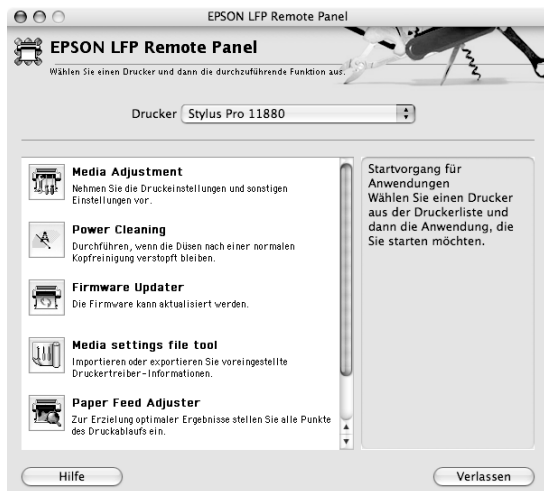 EPSON LFP Remote Panel
EPSON LFP Remote Panel
Wählen Sie einen Drucker und dann die durchzuführende Funktion aus.
Drucker Stylus Pro 11880
Media Adjustment
Nehmen Sie die Druckeinstellungen und sonstigen
Einstellungen vor.
Power Cleaning
Durchführen, wenn die Düsen nach einer normalen
Kopfreinigung verstopft bleiben.
Firmware Updater
Die Firmware kann aktualisiert werden.
Media settings file tool
Importieren oder exportieren Sie voreingestellte
Druckertreiber-Informationen.
Paper Feed Adjuster
Zur Erzielung optimaler Ergebnisse stellen Sie alle Punkte
des Druckablaufs ein.
Startvorgang für
Anwendungen
Wählen Sie einen Drucker
aus der Druckerliste und
dann die Anwendung, die
Sie starten möchten.
Hilfe
Verlassen